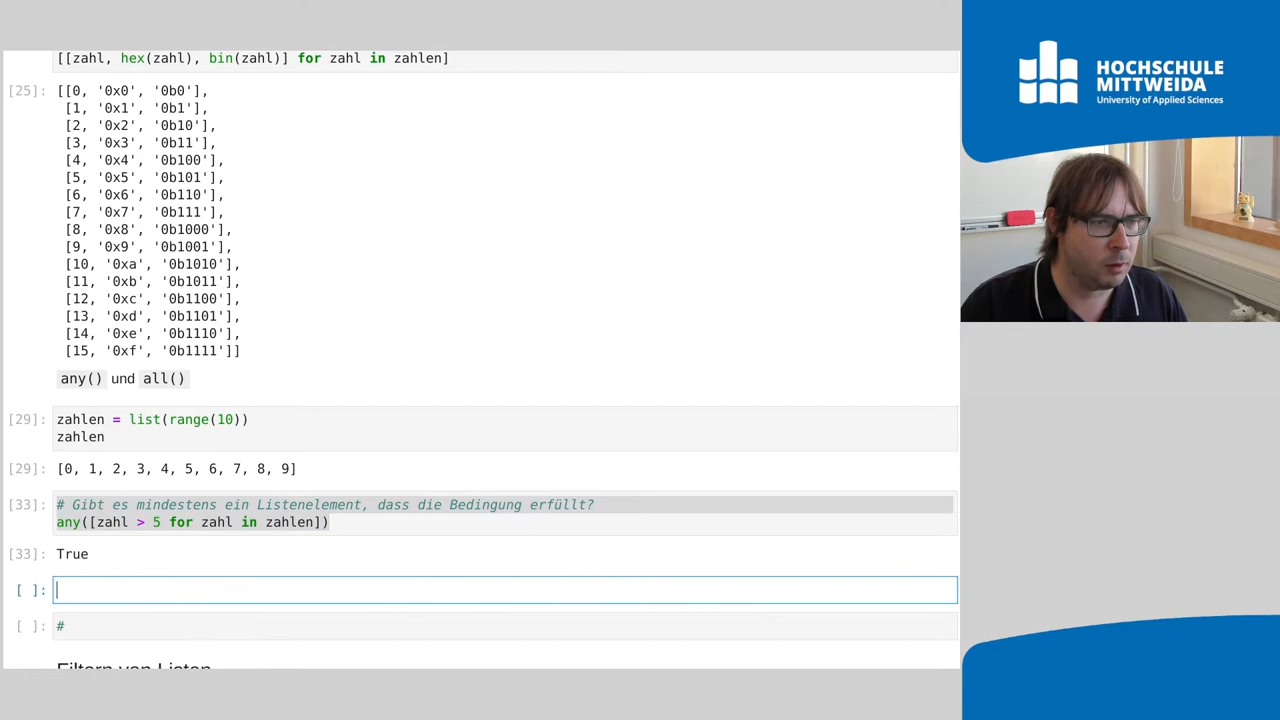 [[zahl, hex(zahl), bin(zahl)] for zahl in zahlen]
[25]: [[0, '0x0', '0b0'],
[1, '0x1', '0b1'],
[2, '0x2', '0b10'],
[3, '0x3', '0b11'],
[4, '0x4', '0b100'],
[5, '0x5', '0b101'],
[6, '0x6', '0b110'],
[7, '0x7', '0b111'],
[8, '0x8', '0b1000'],
[9, '0x9', '0b1001'],
[10, '0xa', '0b1010'],
[11, '0xb', '0b1011'],
[12, '0xc', '0b1100'],
[13, '0xd', '0b1101'],
[14, '0xe', '0b1110'],
[15, '0xf', '0b1111']]
any() und all()
[29]: zahlen = list(range(10))
zahlen
[29]: [0, 1, 2, 3, 4, 5, 6, 7, 8, 9]
[33]: # Gibt es mindestens ein Listenelement, dass die Bedingung erfüllt?
any([zahl > 5 for zahl in zahlen])
[33]: True
[ ]:
[ ]: #
Filtern von Listen
HOCHSCHULE
MITTWEIDA
University of Applied Sciences